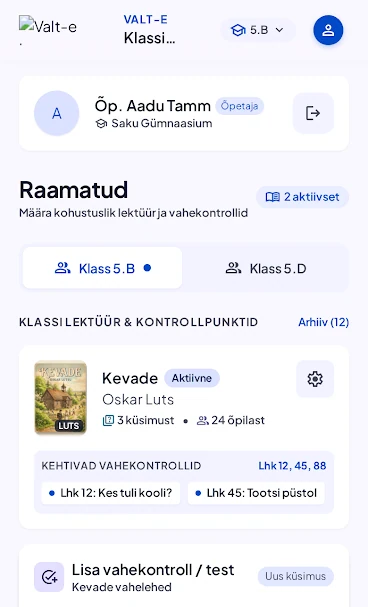 Valt-e
VALT-E
Klassi...
5.B
A
Õp. Aadu Tamm
Õpetaja
Saku Gümnaasium
Raamatud
2 aktiivset
Määra kohustuslik lektüür ja vahekontrollid
Klass 5.B
Klass 5.D
KLASSI LEKTÜÜR & KONTROLLPUNKTID
Arhiiv (12)
KEVADE
LUTS
Kevade
Aktiivne
Oskar Luts
3 küsimust • 24 õpilast
KEHTIVAD VAHEKONTROLLID
Lhk 12, 45, 88
• Lhk 12: Kes tuli kooli?
• Lhk 45: Tootsi püstol
Lisa vahekontroll / test
Uus küsimus
Kevade vahelehed